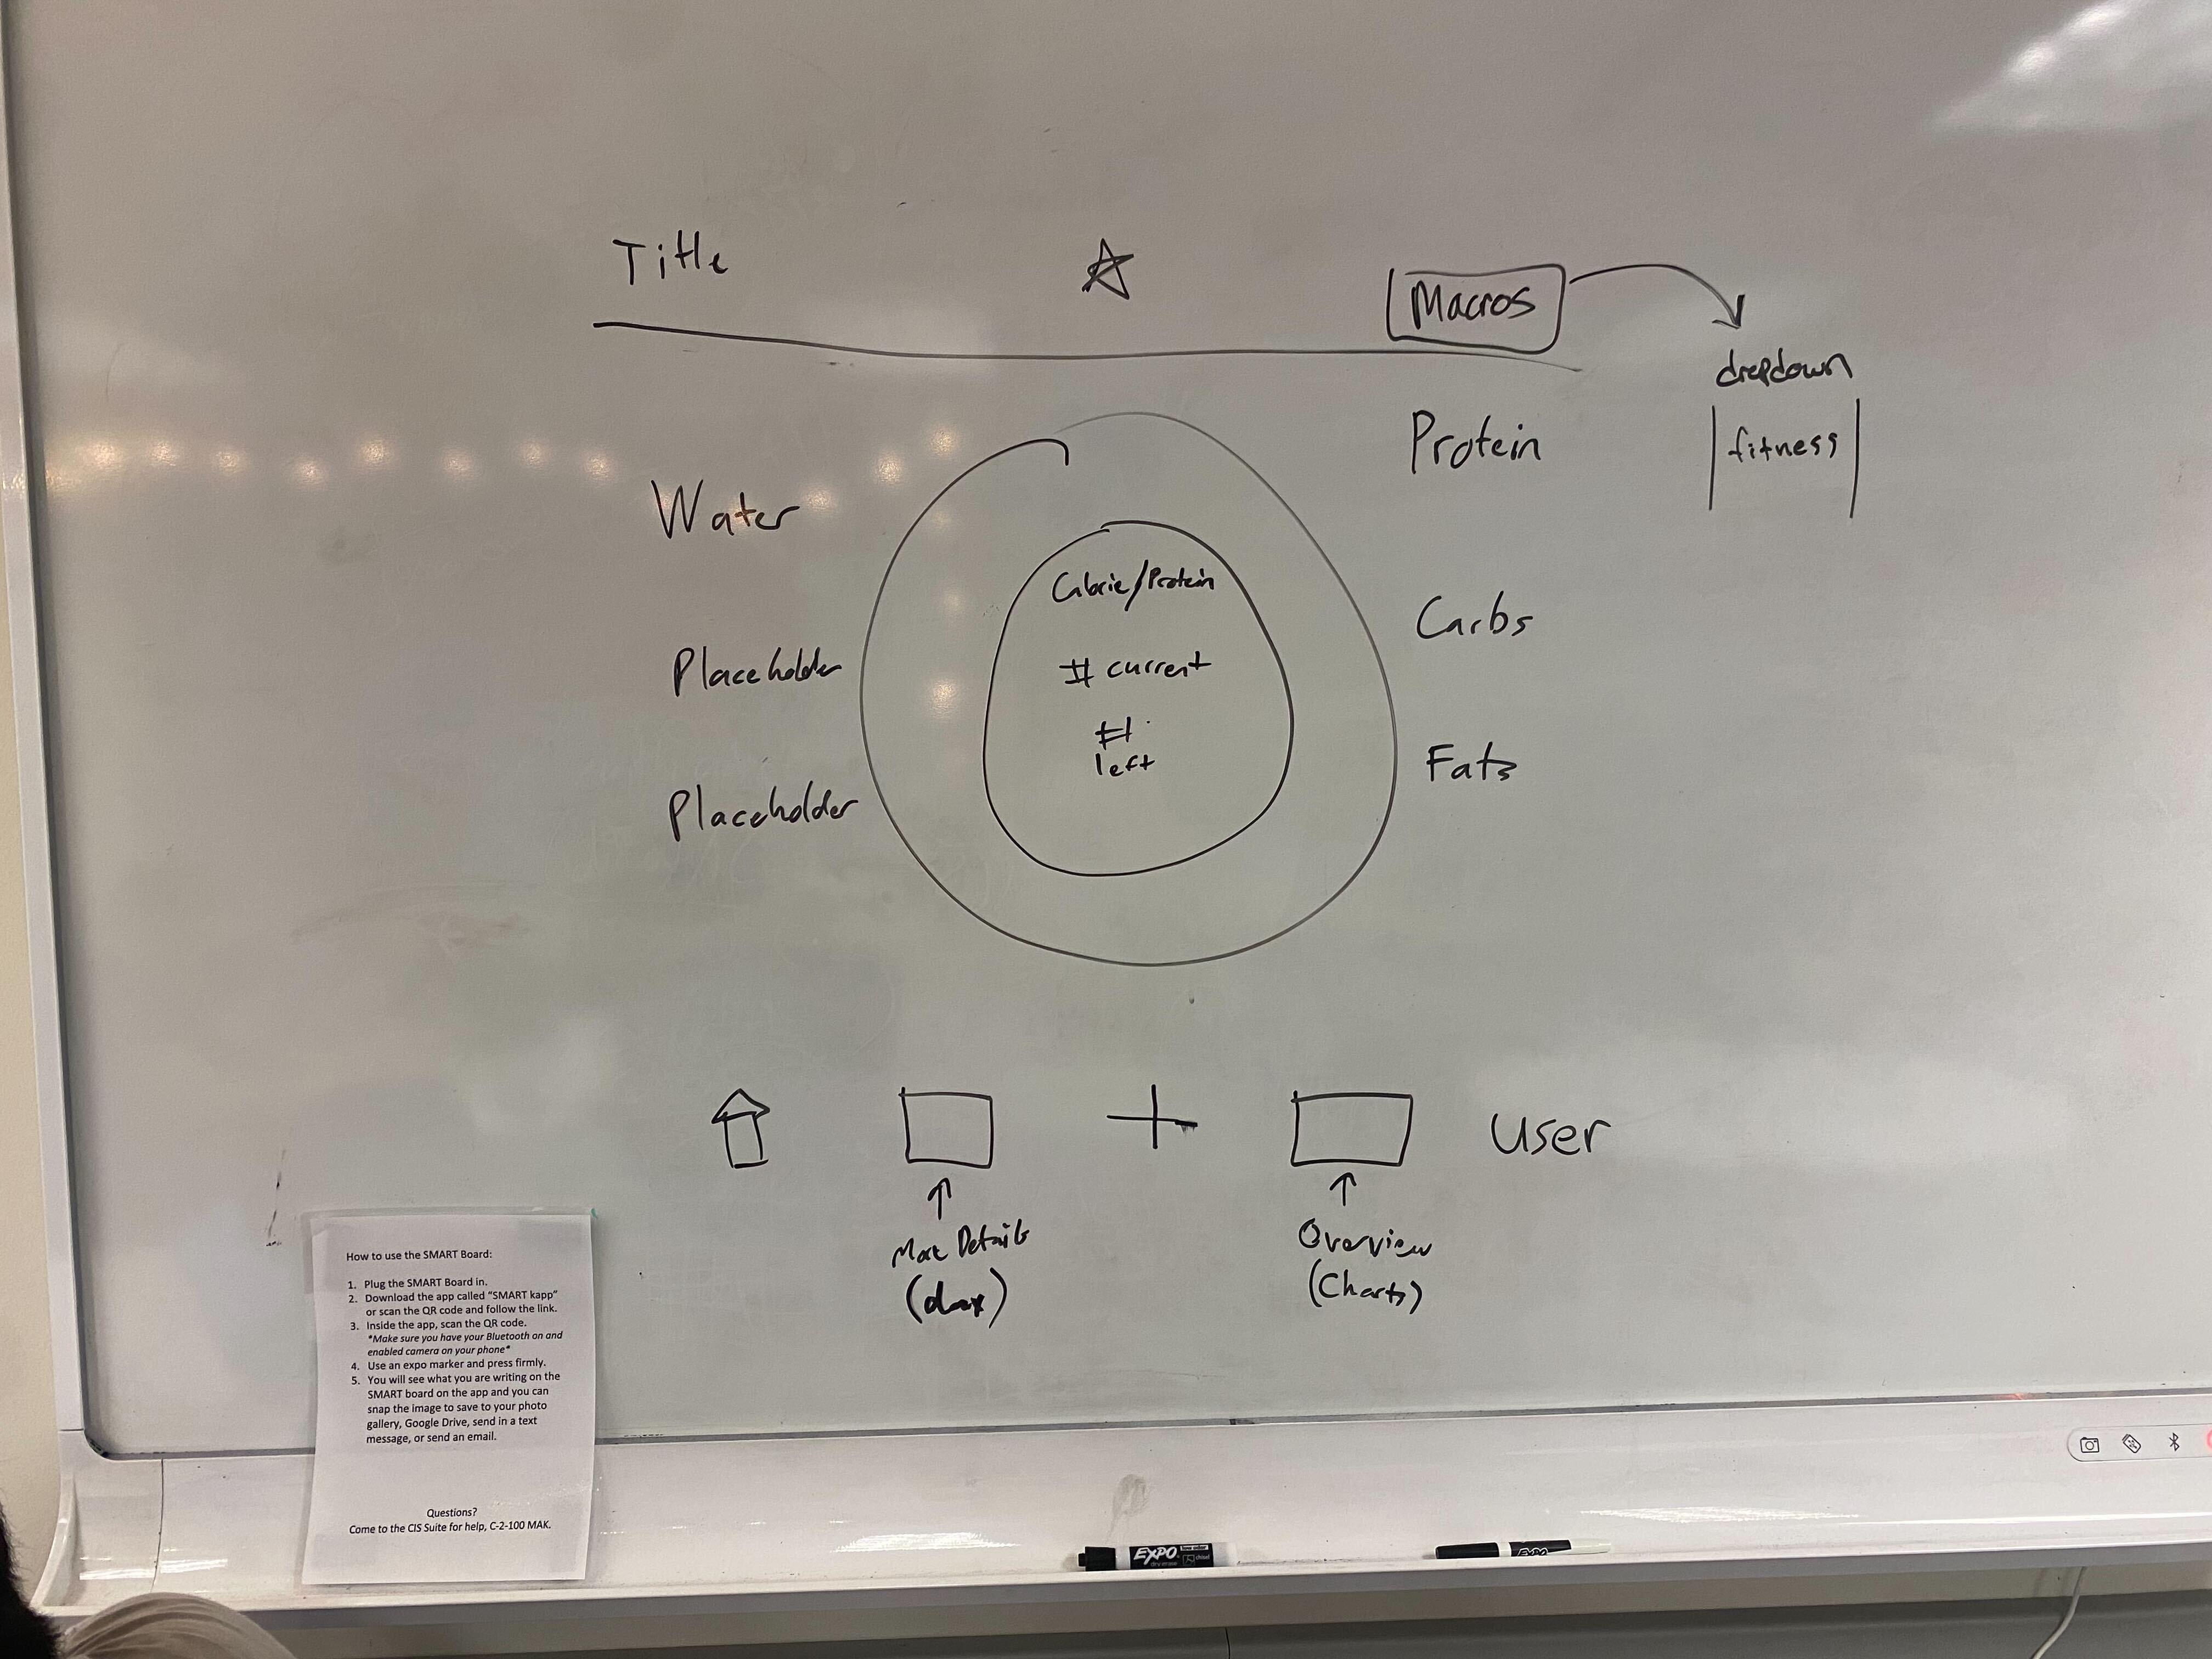 Title
Macros
dropdown
fitness
Water
Placeholder
Placeholder
Calorie/Protein
# current
#
left
Protein
Carbs
Fats
User
More Details
Overview
(Charts)
How to use the SMART Board:
1. Plug the SMART Board in.
2. Download the app called "SMART kapp"
or scan the QR code and follow the link.
3. Inside the app, scan the QR code.
*Make sure you have your Bluetooth on and
enabled camera on your phone*
4. Use an expo marker and press firmly.
5. You will see what you are writing on the
SMART board on the app and you can
snap the image to save to your photo
gallery, Google Drive, send in a text
message, or send an email.
Questions?
Come to the CIS Suite for help, C-2-100 MAK.
EXPO
EXPO